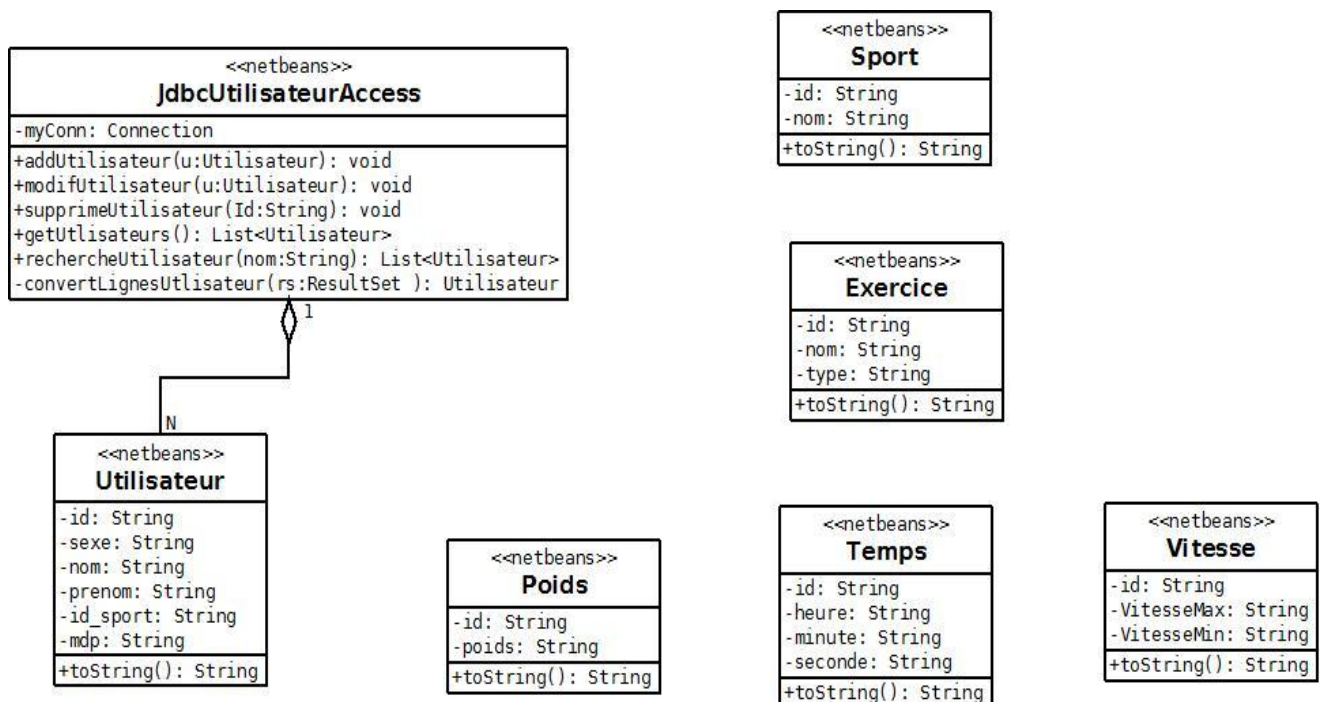 <<netbeans>>
JdbcUtilisateurAccess
-myConn: Connection
+addUtilisateur(u:Utilisateur): void
+modifUtilisateur(u:Utilisateur): void
+supprimeUtilisateur(Id:String): void
+getUtlisateurs(): List<Utilisateur>
+rechercheUtilisateur(nom:String): List<Utilisateur>
-convertLignesUtlisateur(rs:ResultSet ): Utilisateur
1
N
<<netbeans>>
Utilisateur
-id: String
-sexe: String
-nom: String
-prenom: String
-id_sport: String
-mdp: String
+toString(): String
<<netbeans>>
Poids
-id: String
-poids: String
+toString(): String
<<netbeans>>
Sport
-id: String
-nom: String
+toString(): String
<<netbeans>>
Exercice
-id: String
-nom: String
-type: String
+toString(): String
<<netbeans>>
Temps
-id: String
-heure: String
-minute: String
-seconde: String
+toString(): String
<<netbeans>>
Vitesse
-id: String
-VitesseMax: String
-VitesseMin: String
+toString(): String